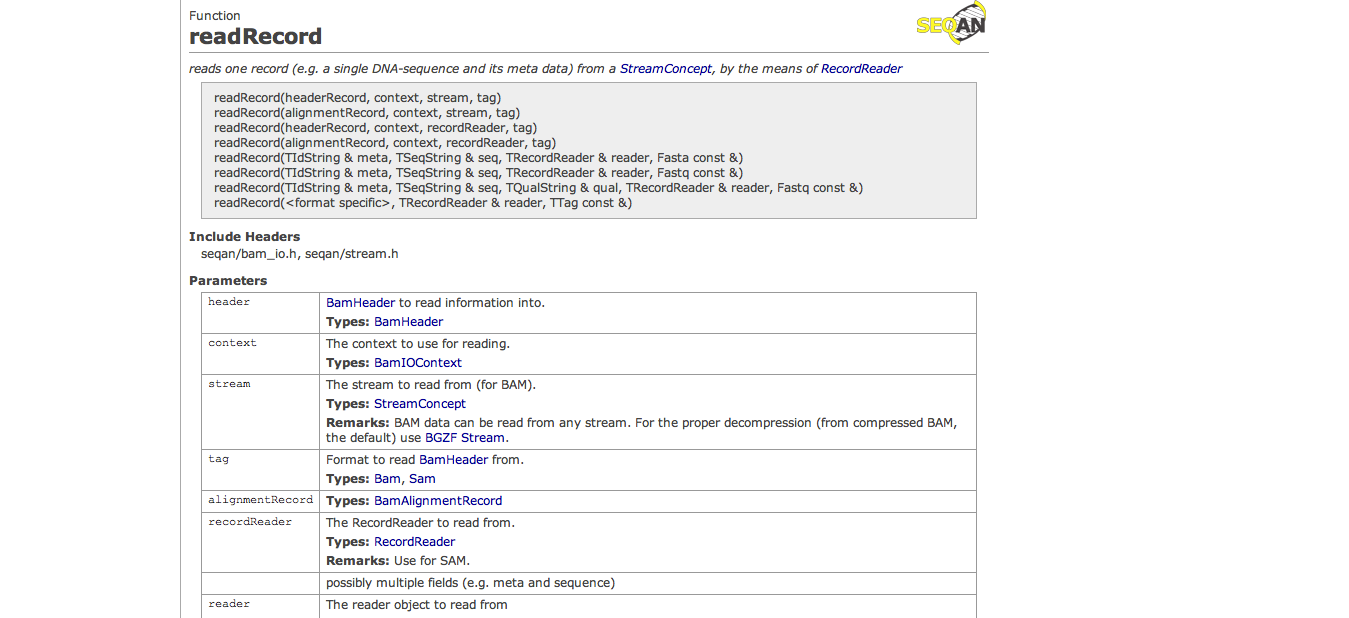 Function
readRecord
SEQAN
reads one record (e.g. a single DNA-sequence and its meta data) from a StreamConcept, by the means of RecordReader
readRecord(headerRecord, context, stream, tag)
readRecord(alignmentRecord, context, stream, tag)
readRecord(headerRecord, context, recordReader, tag)
readRecord(alignmentRecord, context, recordReader, tag)
readRecord(TIdString & meta, TSeqString & seq, TRecordReader & reader, Fasta const &)
readRecord(TIdString & meta, TSeqString & seq, TRecordReader & reader, Fastq const &)
readRecord(TIdString & meta, TSeqString & seq, TQualString & qual, TRecordReader & reader, Fastq const &)
readRecord(<format specific>, TRecordReader & reader, TTag const &)
Include Headers
seqan/bam_io.h, seqan/stream.h
Parameters
header
BamHeader to read information into.
Types: BamHeader
context
The context to use for reading.
Types: BamIOContext
stream
The stream to read from (for BAM).
Types: StreamConcept
Remarks: BAM data can be read from any stream. For the proper decompression (from compressed BAM,
the default) use BGZF Stream.
tag
Format to read BamHeader from.
Types: Bam, Sam
alignmentRecord
Types: BamAlignmentRecord
recordReader
The RecordReader to read from.
Types: RecordReader
Remarks: Use for SAM.
possibly multiple fields (e.g. meta and sequence)
reader
The reader object to read from